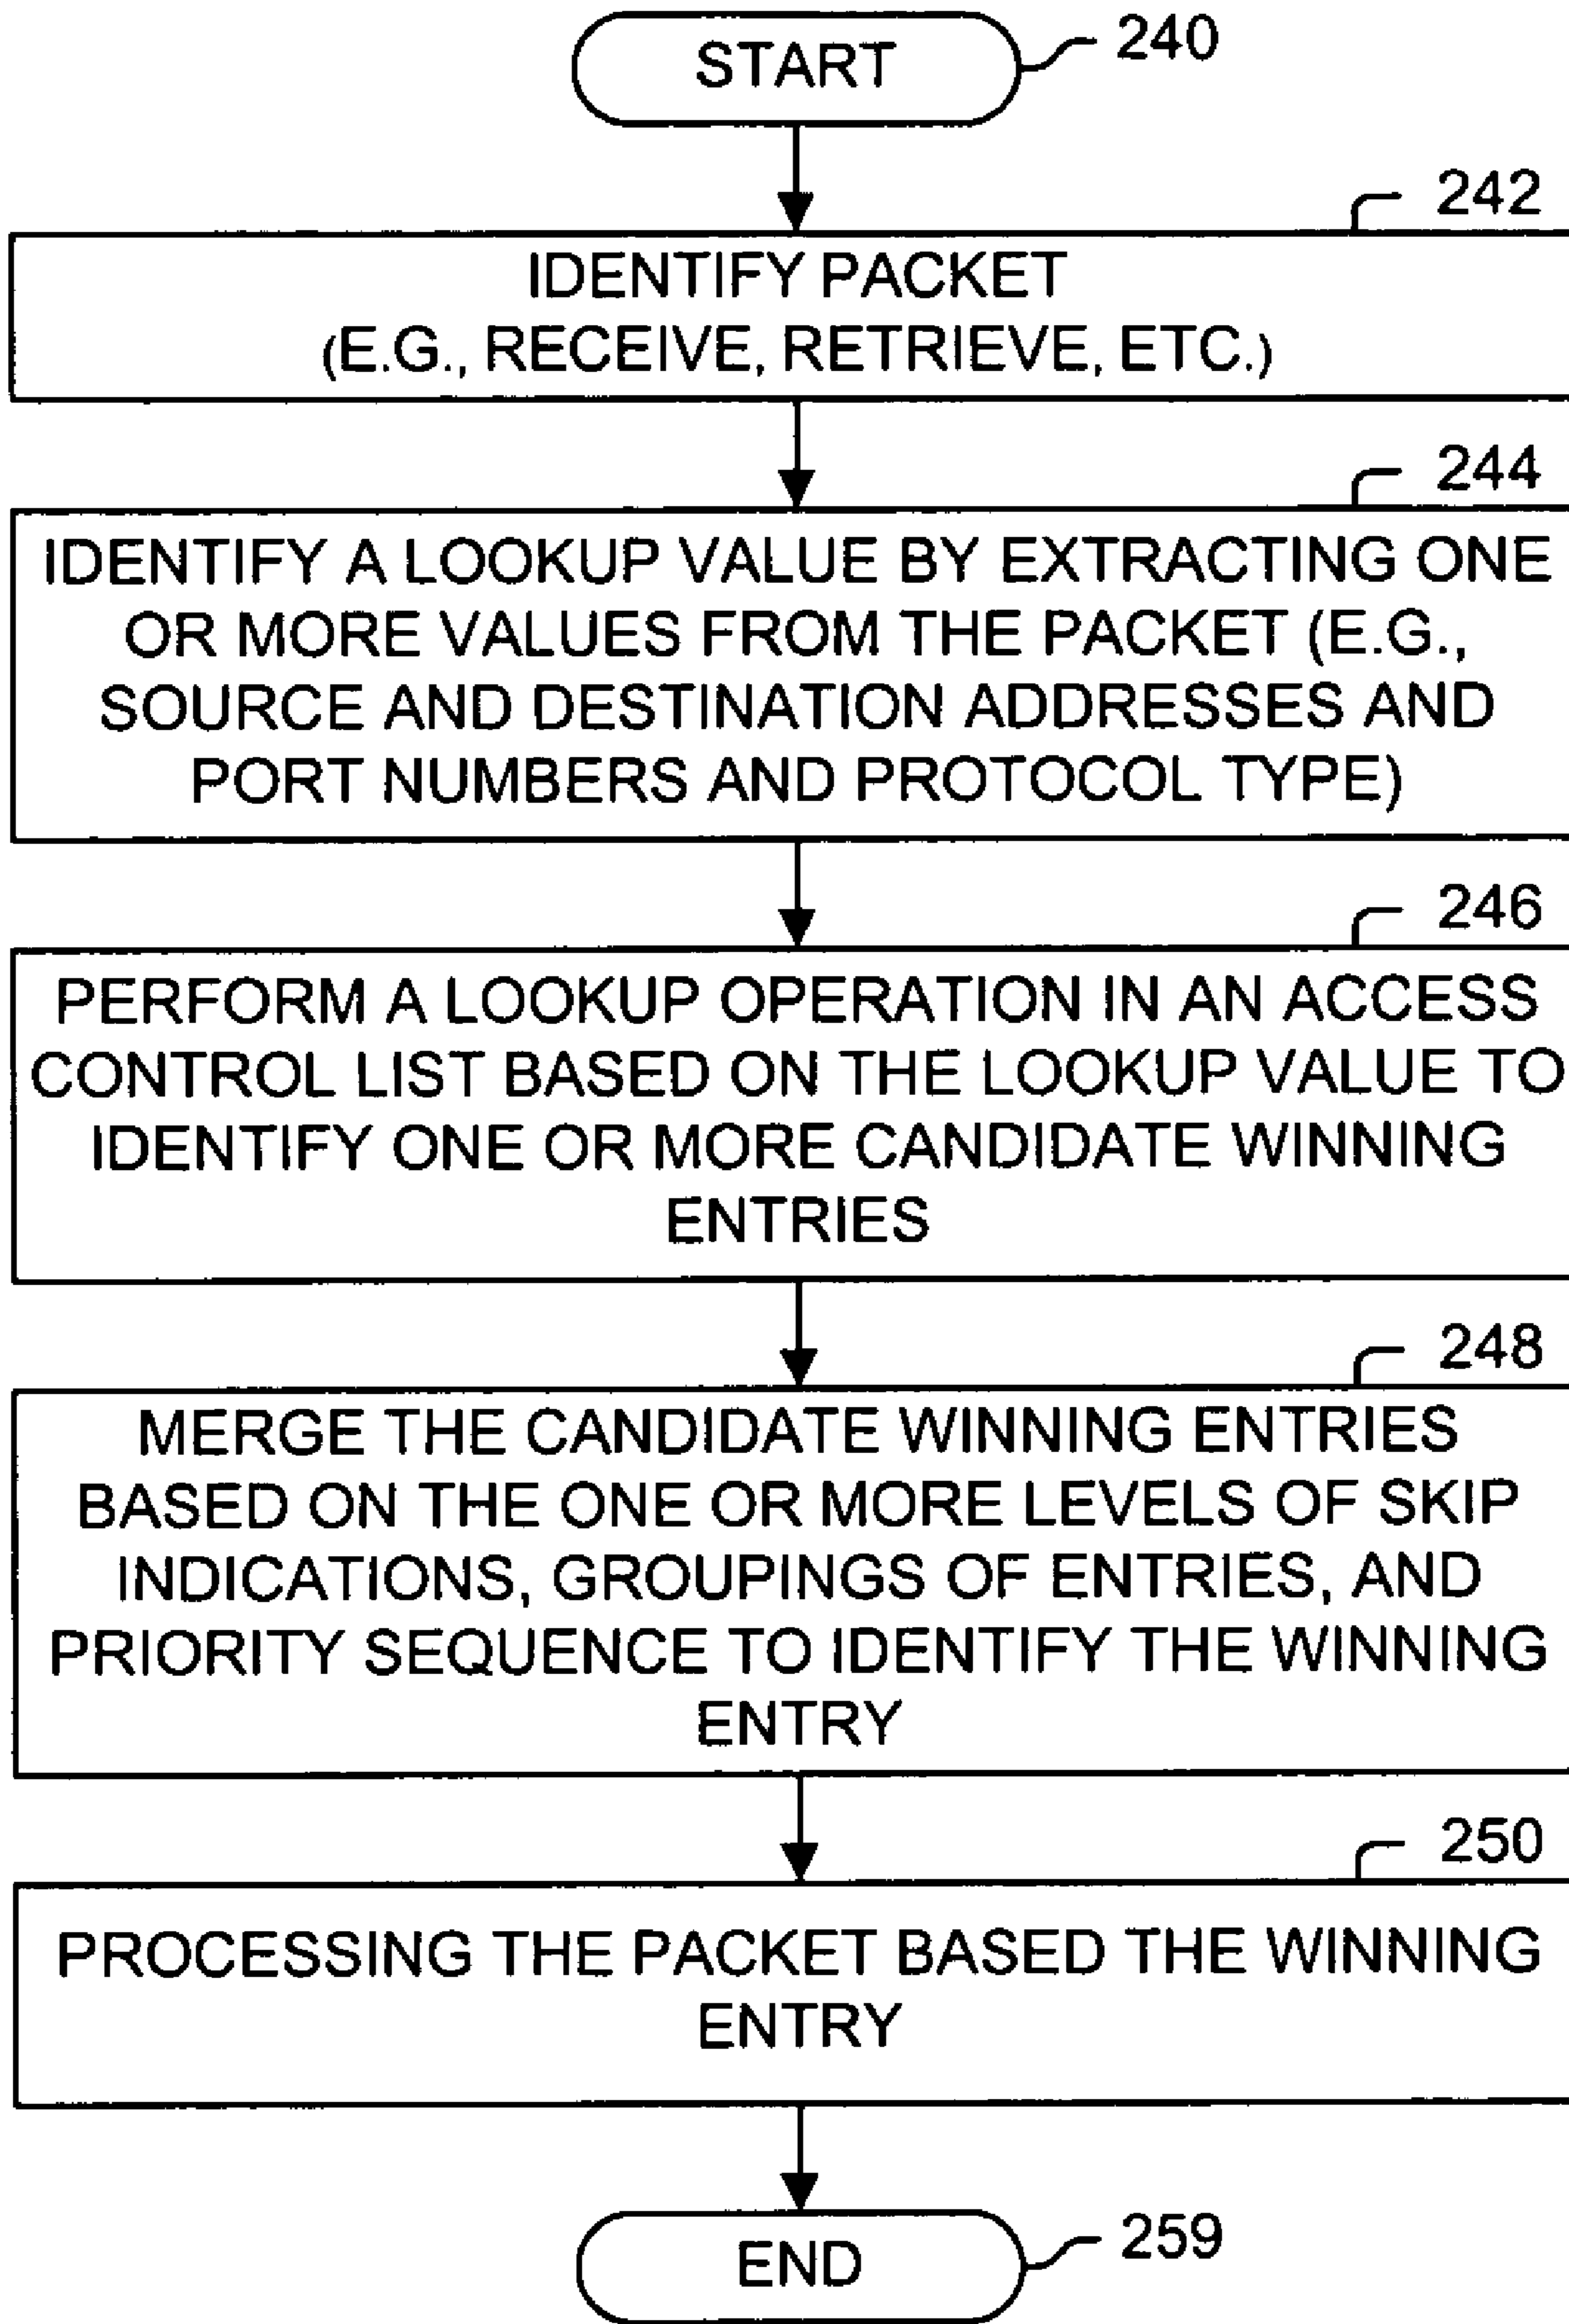 START
240
242
IDENTIFY PACKET
(E.G., RECEIVE, RETRIEVE, ETC.)
244
IDENTIFY A LOOKUP VALUE BY EXTRACTING ONE
OR MORE VALUES FROM THE PACKET (E.G.,
SOURCE AND DESTINATION ADDRESSES AND
PORT NUMBERS AND PROTOCOL TYPE)
246
PERFORM A LOOKUP OPERATION IN AN ACCESS
CONTROL LIST BASED ON THE LOOKUP VALUE TO
IDENTIFY ONE OR MORE CANDIDATE WINNING
ENTRIES
248
MERGE THE CANDIDATE WINNING ENTRIES
BASED ON THE ONE OR MORE LEVELS OF SKIP
INDICATIONS, GROUPINGS OF ENTRIES, AND
PRIORITY SEQUENCE TO IDENTIFY THE WINNING
ENTRY
250
PROCESSING THE PACKET BASED THE WINNING
ENTRY
END
259